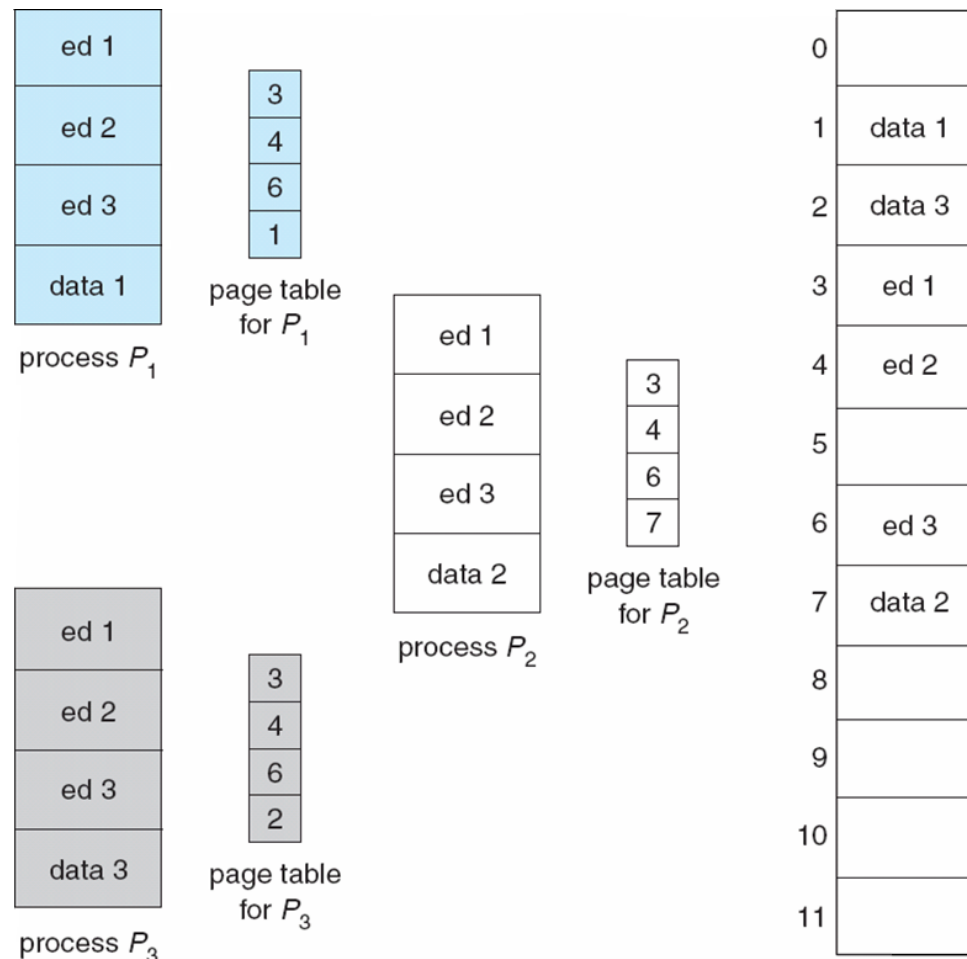 ed 1
ed 2
ed 3
data 1
process P1
3
4
6
1
page table
for P1
ed 1
ed 2
ed 3
data 2
process P2
3
4
6
7
page table
for P2
ed 1
ed 2
ed 3
data 3
process P3
3
4
6
2
page table
for P3
0
1 data 1
2 data 3
3 ed 1
4 ed 2
5
6 ed 3
7 data 2
8
9
10
11